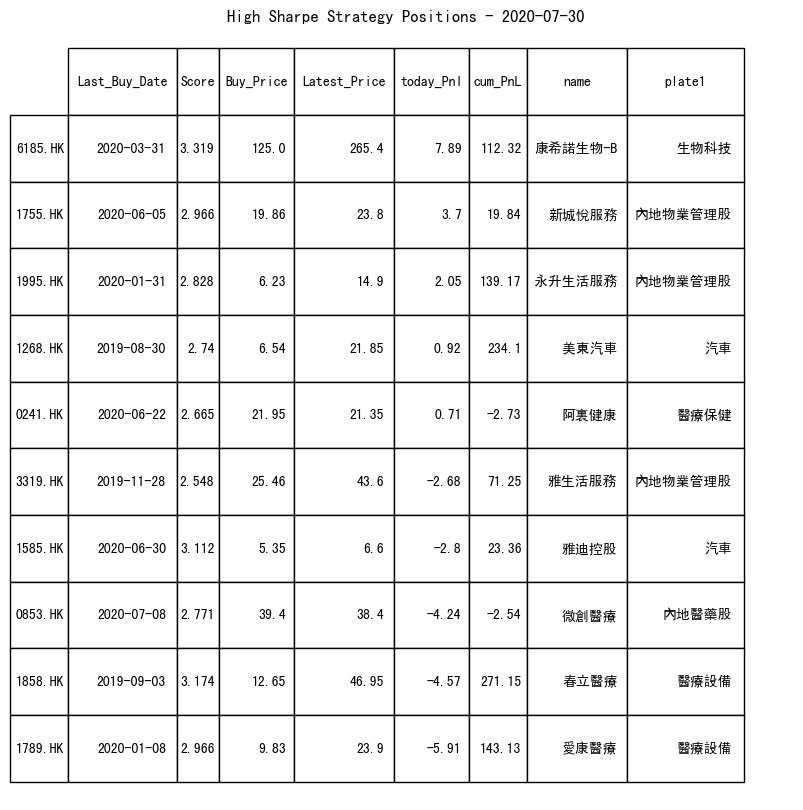 High Sharpe Strategy Positions - 2020-07-30
Last_Buy_Date Score Buy_Price Latest_Price today_Pnl cum_PnL name plate1
6185.HK 2020-03-31 3.319 125.0 265.4 7.89 112.32 康希諾生物-B 生物科技
1755.HK 2020-06-05 2.966 19.86 23.8 3.7 19.84 新城悅服務 內地物業管理股
1995.HK 2020-01-31 2.828 6.23 14.9 2.05 139.17 永升生活服務 內地物業管理股
1268.HK 2019-08-30 2.74 6.54 21.85 0.92 234.1 美東汽車 汽車
0241.HK 2020-06-22 2.665 21.95 21.35 0.71 -2.73 阿裏健康 醫療保健
3319.HK 2019-11-28 2.548 25.46 43.6 -2.68 71.25 雅生活服務 內地物業管理股
1585.HK 2020-06-30 3.112 5.35 6.6 -2.8 23.36 雅迪控股 汽車
0853.HK 2020-07-08 2.771 39.4 38.4 -4.24 -2.54 微創醫療 內地醫藥股
1858.HK 2019-09-03 3.174 12.65 46.95 -4.57 271.15 春立醫療 醫療設備
1789.HK 2020-01-08 2.966 9.83 23.9 -5.91 143.13 愛康醫療 醫療設備